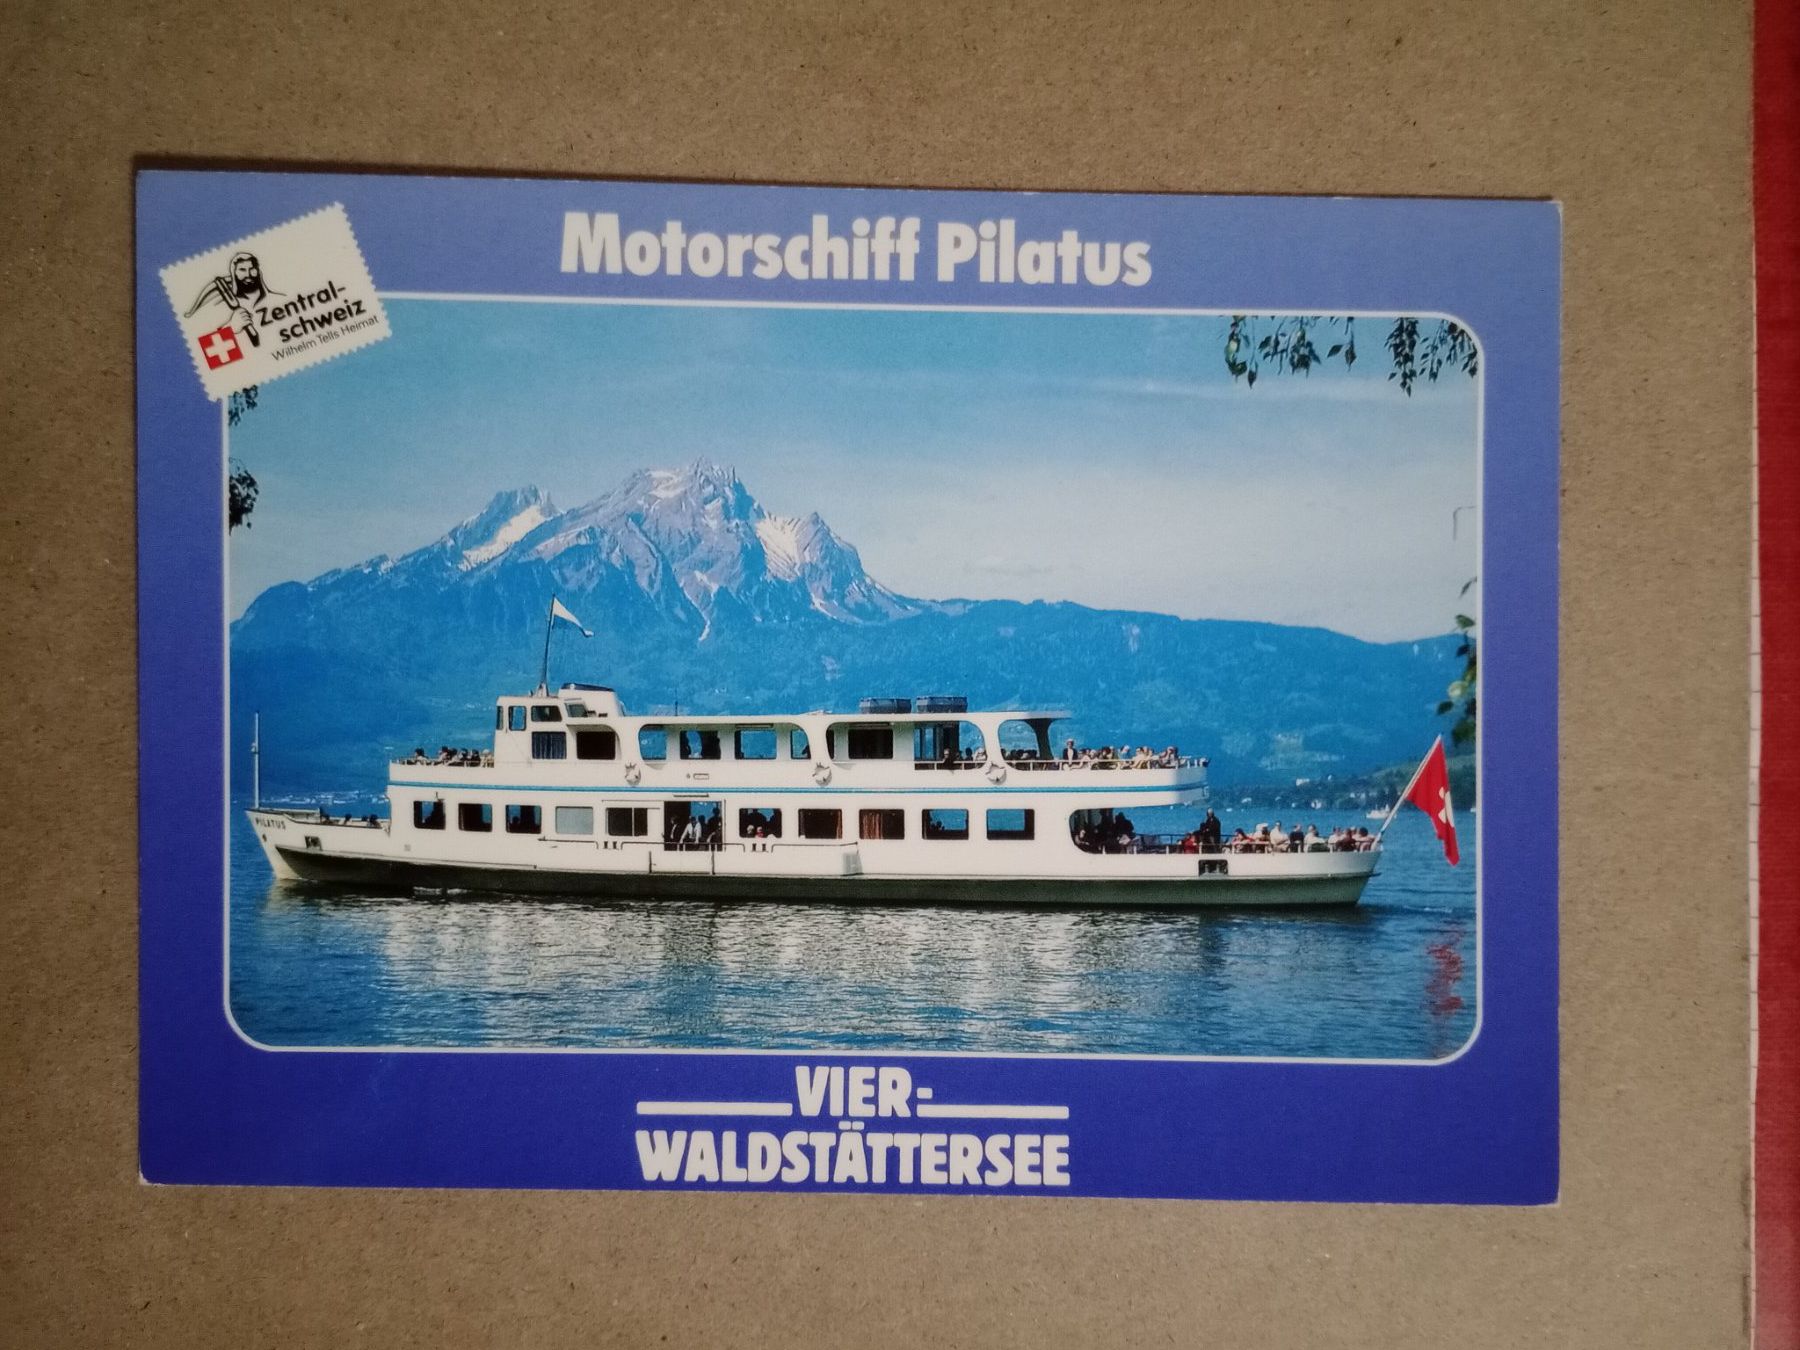 Motorschiff Pilatus
Zentral-
schweiz
Wilhelm Tells Heimat
PILATUS
VIER-
WALDSTÄTTERSEE